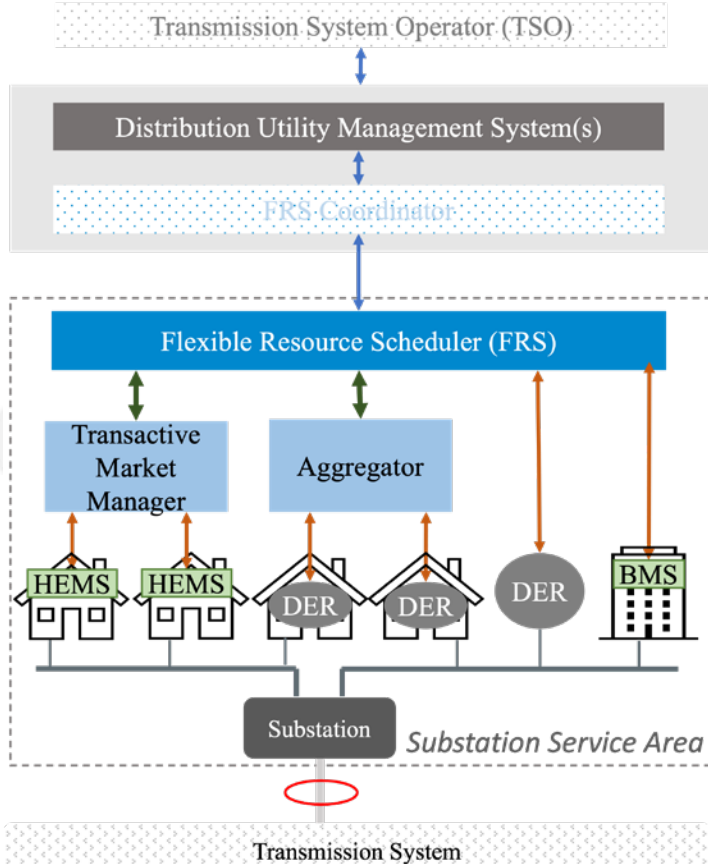 Transmission System Operator (TSO)
Distribution Utility Management System(s)
FRS Coordinator
Flexible Resource Scheduler (FRS)
Transactive
Market
Manager
Aggregator
HEMS
HEMS
DER
DER
DER
BMS
Substation
Substation Service Area
Transmission System